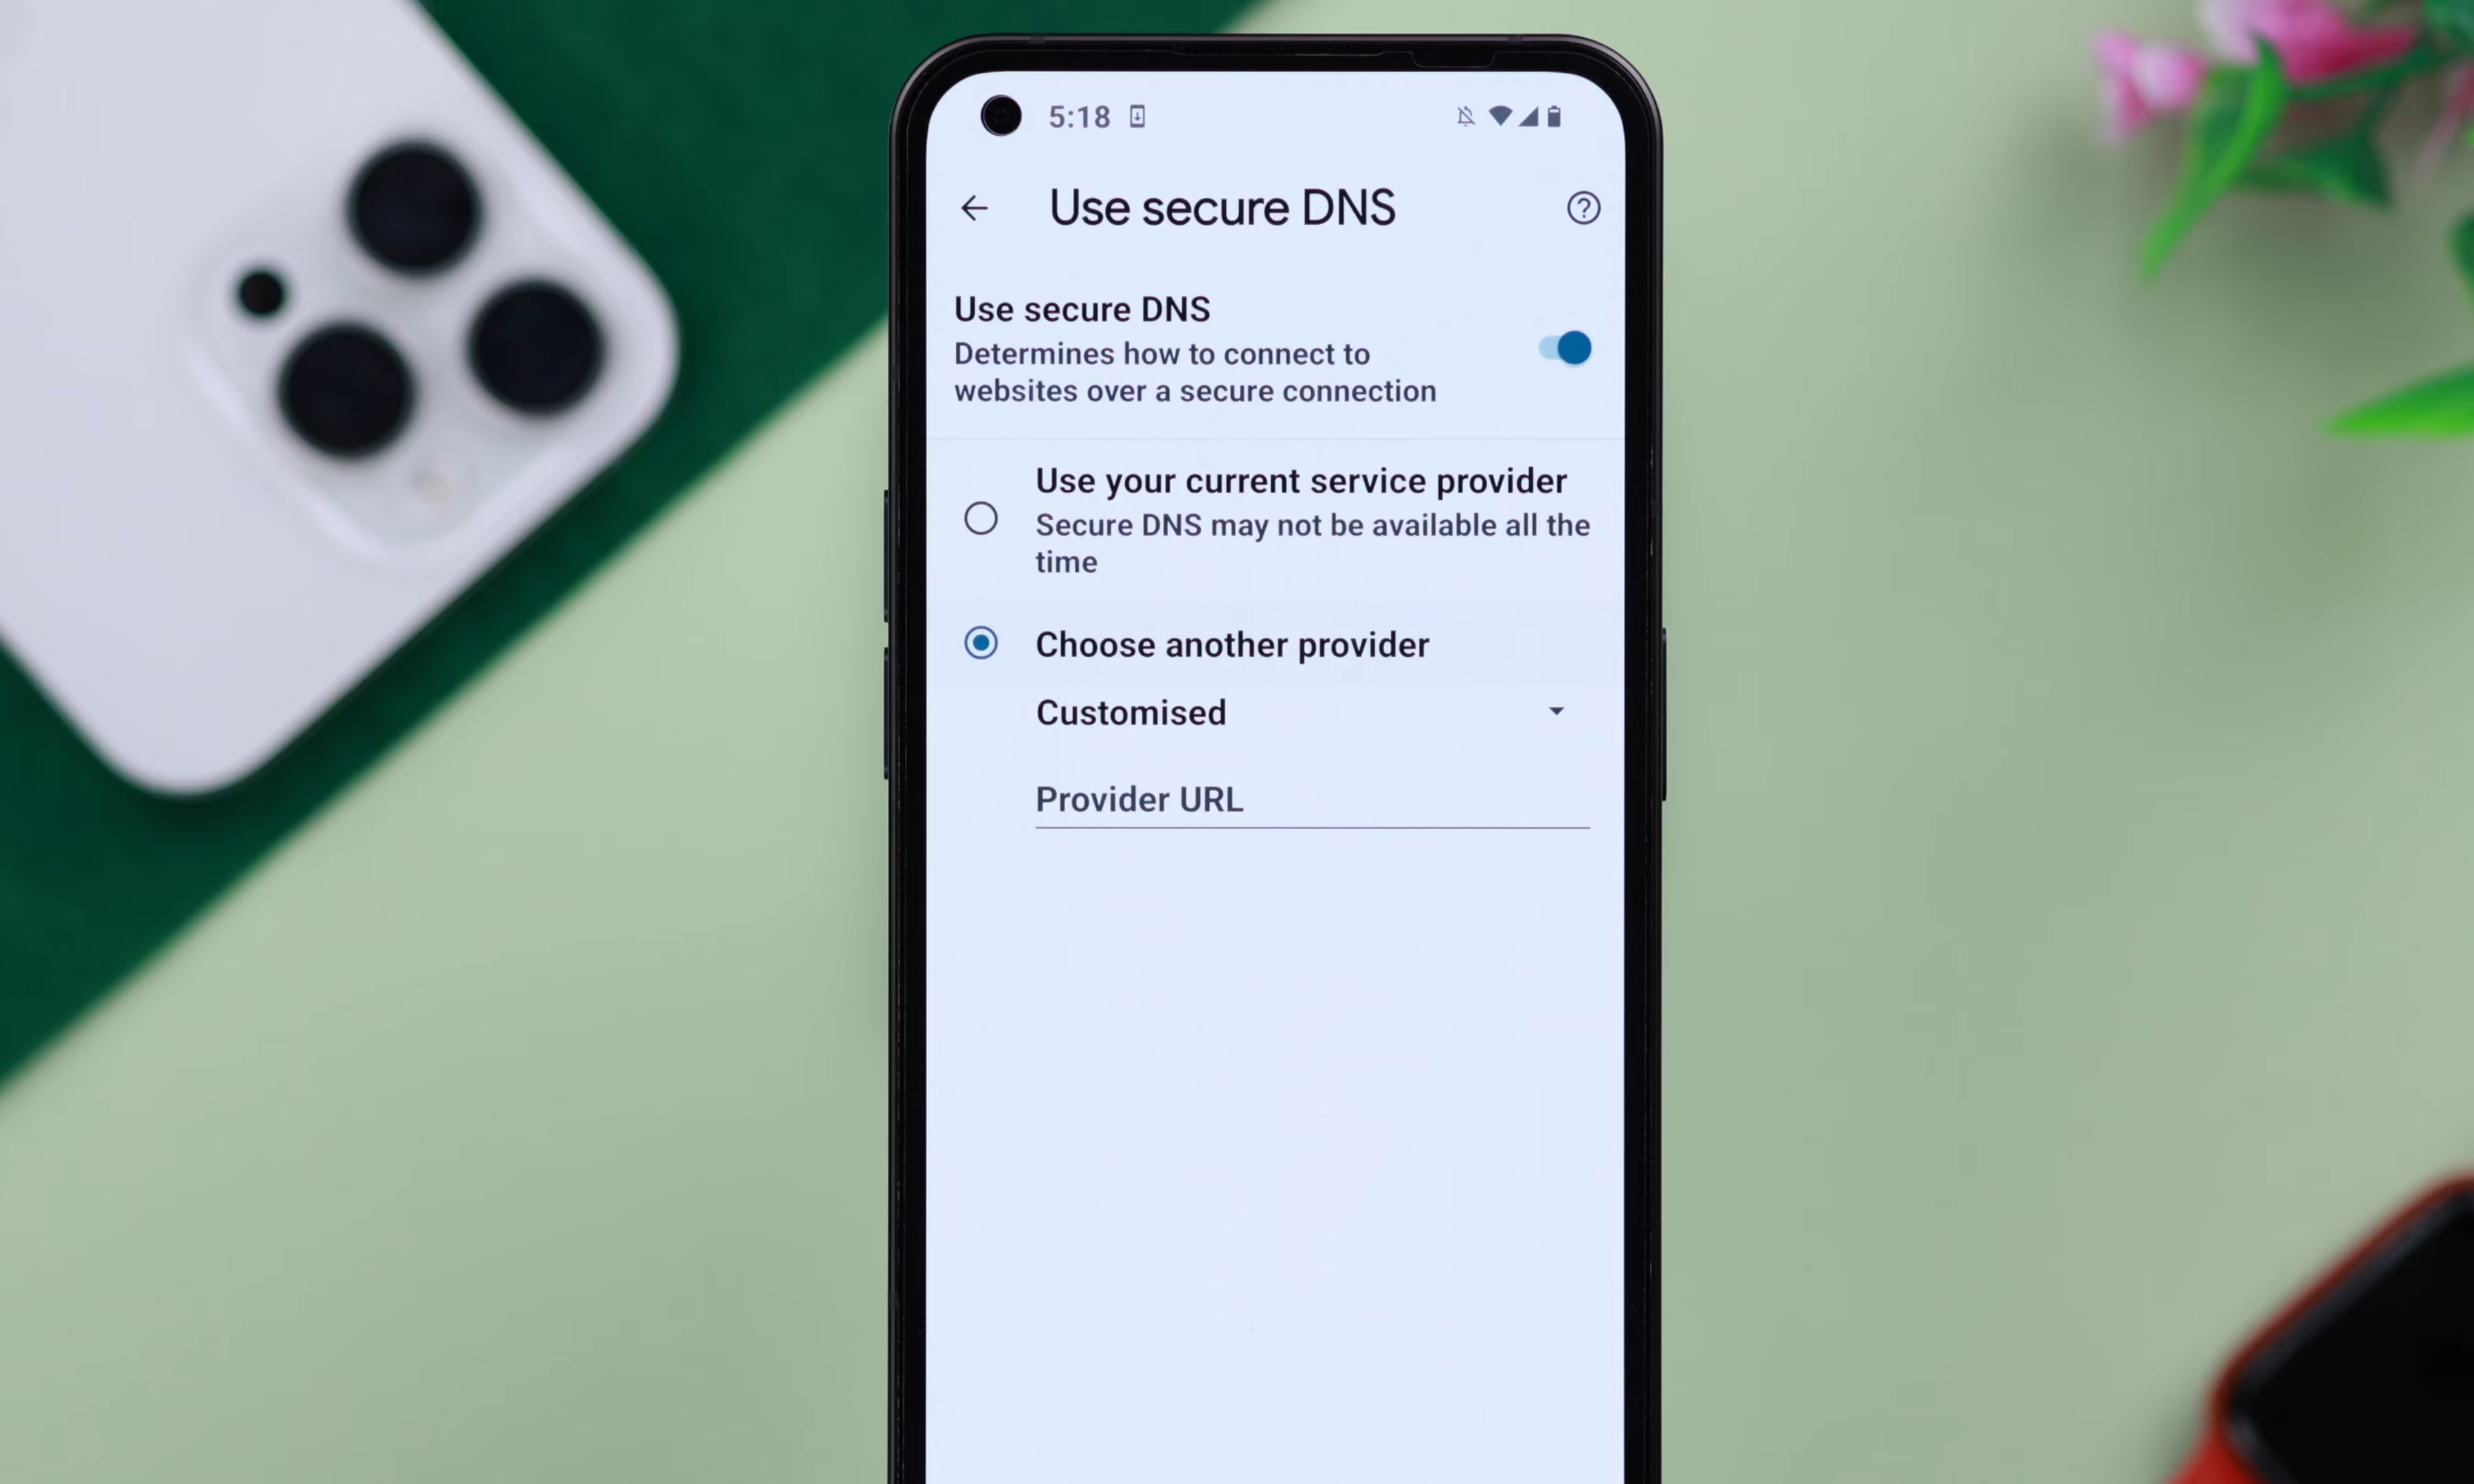 5:18
Use secure DNS
Use secure DNS
Determines how to connect to
websites over a secure connection
Use your current service provider
Secure DNS may not be available all the
time
Choose another provider
Customised
Provider URL